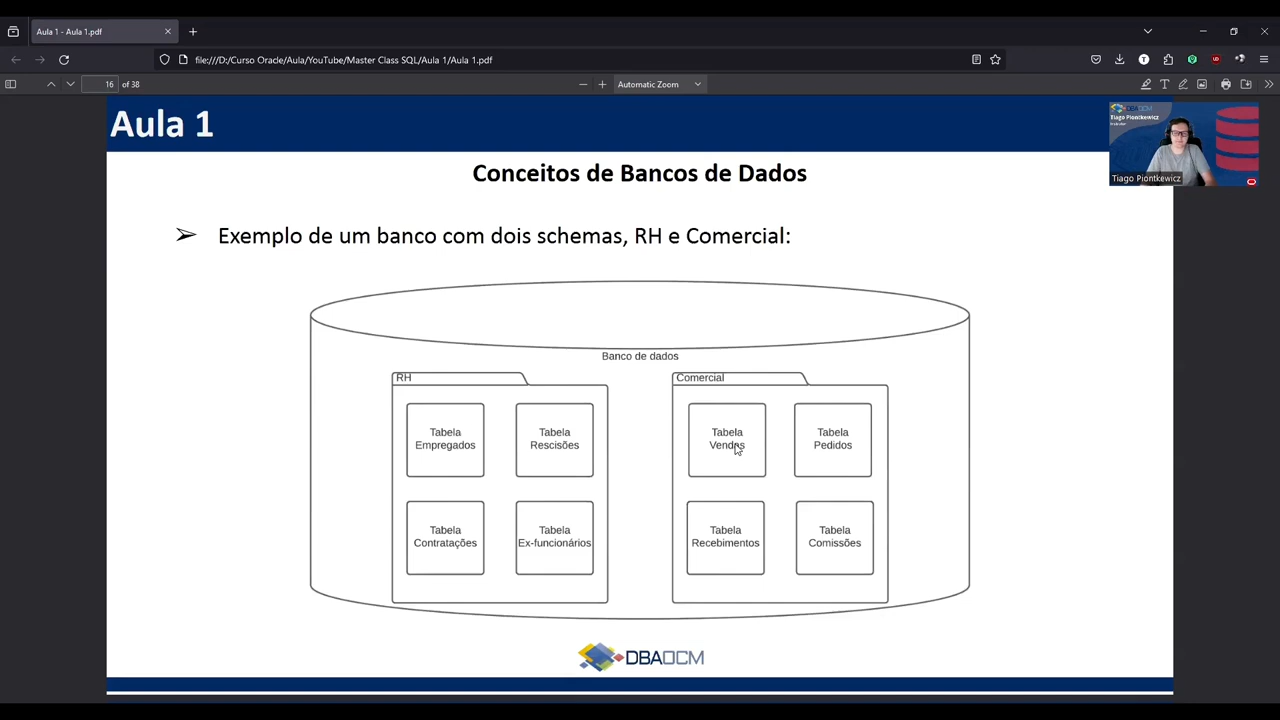 Aula 1 - Aula 1.pdf
file:///D:/Curso Oracle/Aula/YouTube/Master Class SQL/Aula 1/Aula 1.pdf
16 of 38
Automatic Zoom
Aula 1
DBAOCM
Tiago Piontkewicz
Tiago Piontkewicz
Conceitos de Bancos de Dados
➢ Exemplo de um banco com dois schemas, RH e Comercial:
Banco de dados
RH
Tabela
Empregados
Tabela
Rescisões
Tabela
Contratações
Tabela
Ex-funcionários
Comercial
Tabela
Vendas
Tabela
Pedidos
Tabela
Recebimentos
Tabela
Comissões
DBAOCM